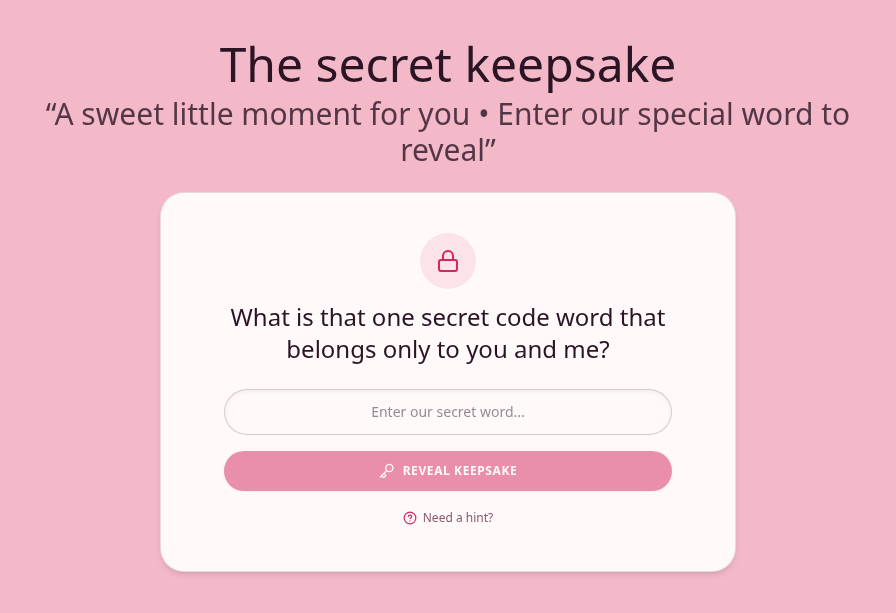 The secret keepsake
“A sweet little moment for you • Enter our special word to
reveal”
What is that one secret code word that
belongs only to you and me?
Enter our secret word...
REVEAL KEEPSAKE
Need a hint?